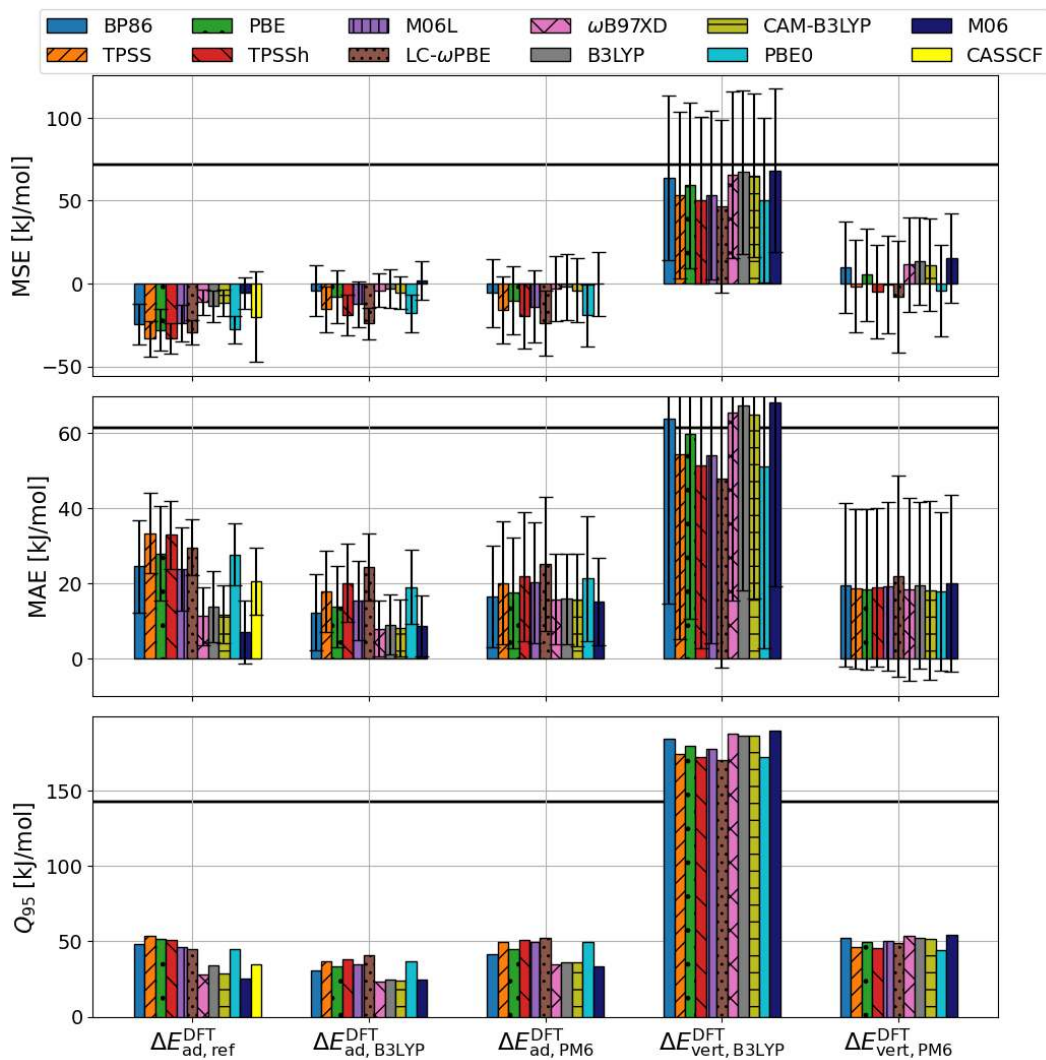 BP86 PBE M06L ωB97XD CAM-B3LYP M06
TPSS TPSSh LC-ωPBE B3LYP PBE0 CASSCF
MSE [kJ/mol]
100
50
0
−50
MAE [kJ/mol]
60
40
20
0
Q95 [kJ/mol]
150
100
50
0
ΔE^DFT_ad, ref ΔE^DFT_ad, B3LYP ΔE^DFT_ad, PM6 ΔE^DFT_vert, B3LYP ΔE^DFT_vert, PM6